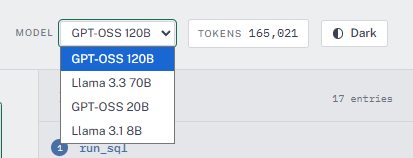 MODEL GPT-OSS 120B TOKENS 165,021 Dark
GPT-OSS 120B
Llama 3.3 70B
17 entries
GPT-OSS 20B
Llama 3.1 8B
1 run_sql